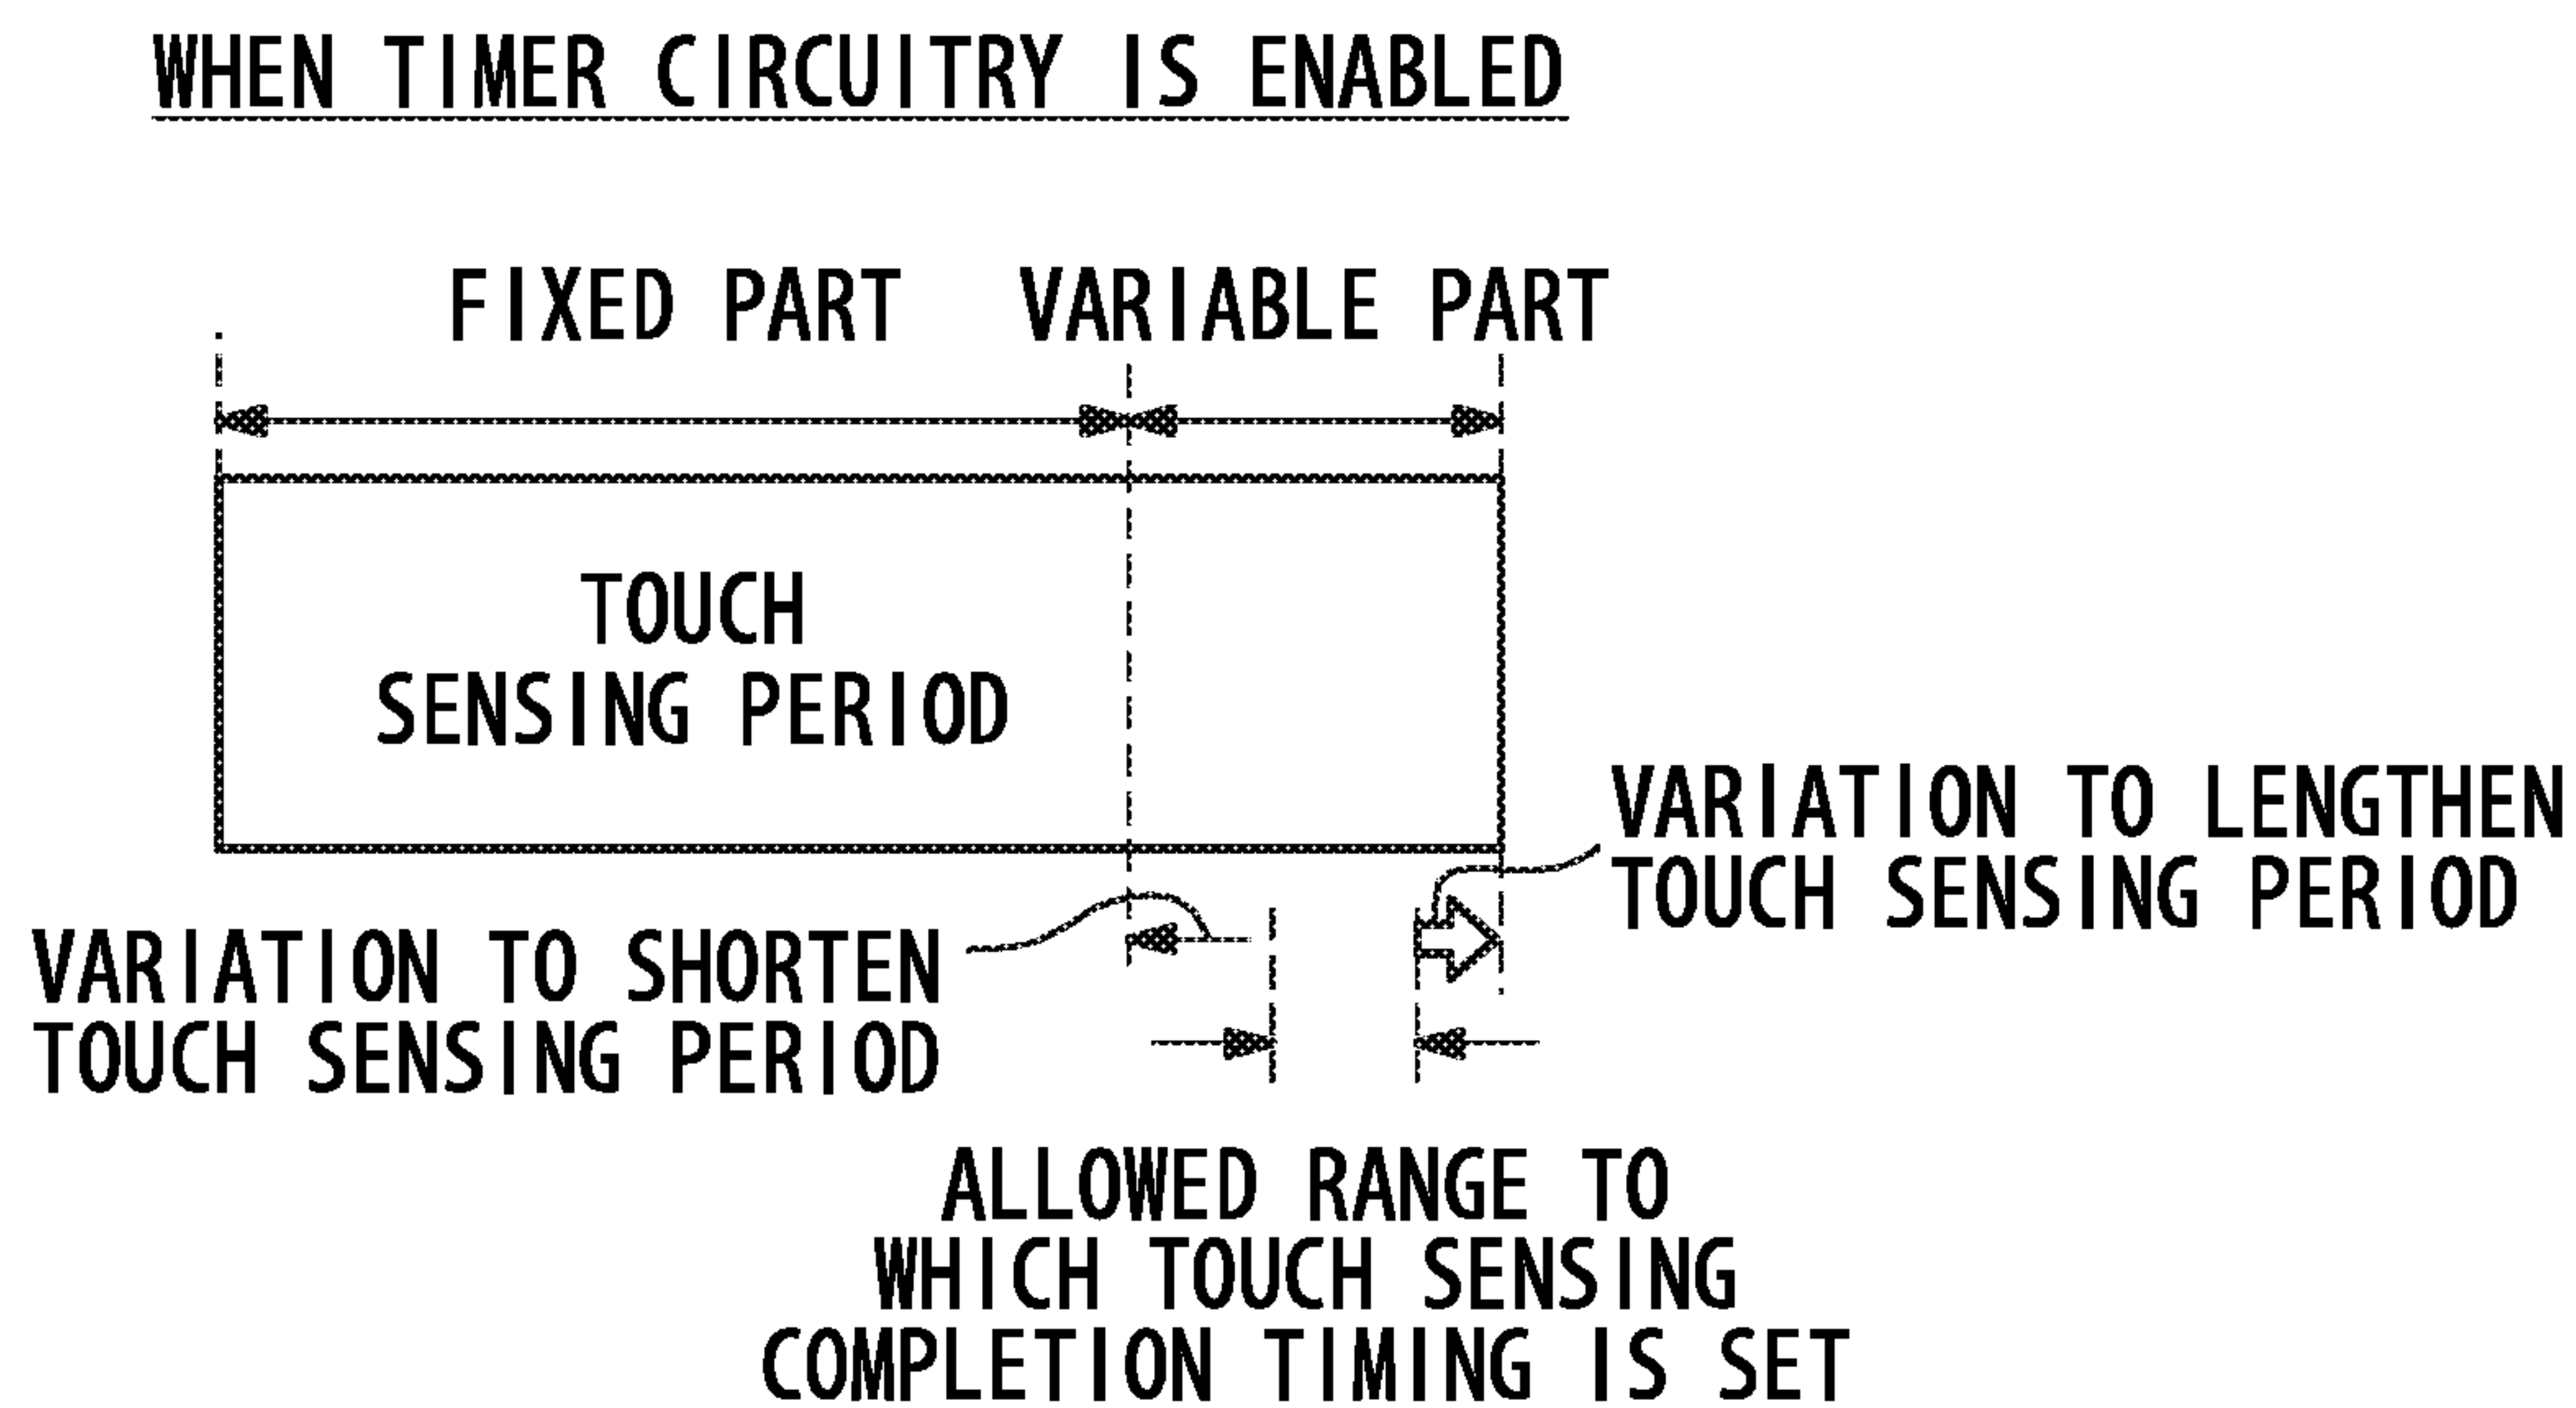 WHEN TIMER CIRCUITRY IS ENABLED
FIXED PART
VARIABLE PART
TOUCH
SENSING PERIOD
VARIATION TO LENGTHEN
TOUCH SENSING PERIOD
VARIATION TO SHORTEN
TOUCH SENSING PERIOD
ALLOWED RANGE TO
WHICH TOUCH SENSING
COMPLETION TIMING IS SET